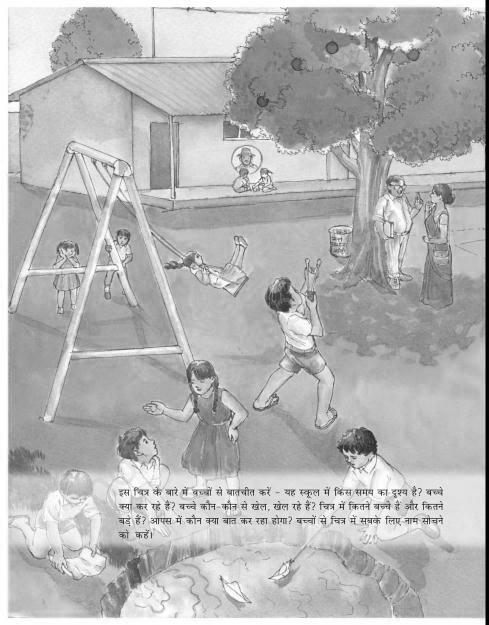 इस चित्र के बारे में बच्चों से बातचीत करें - यह स्कूल में किस समय का दृश्य है? बच्चे
क्या कर रहे हैं? बच्चे कौन-कौन से खेल, खेल रहे हैं? चित्र में कितने बच्चे हैं और कितने
बड़े हैं? आपस में कौन क्या बात कर रहा होगा? बच्चों से चित्र में सबके लिए नाम सोचने
को कहें।